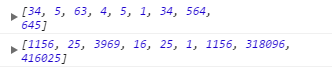 [34, 5, 63, 4, 5, 1, 34, 564,
645]
[1156, 25, 3969, 16, 25, 1, 1156, 318096,
416025]